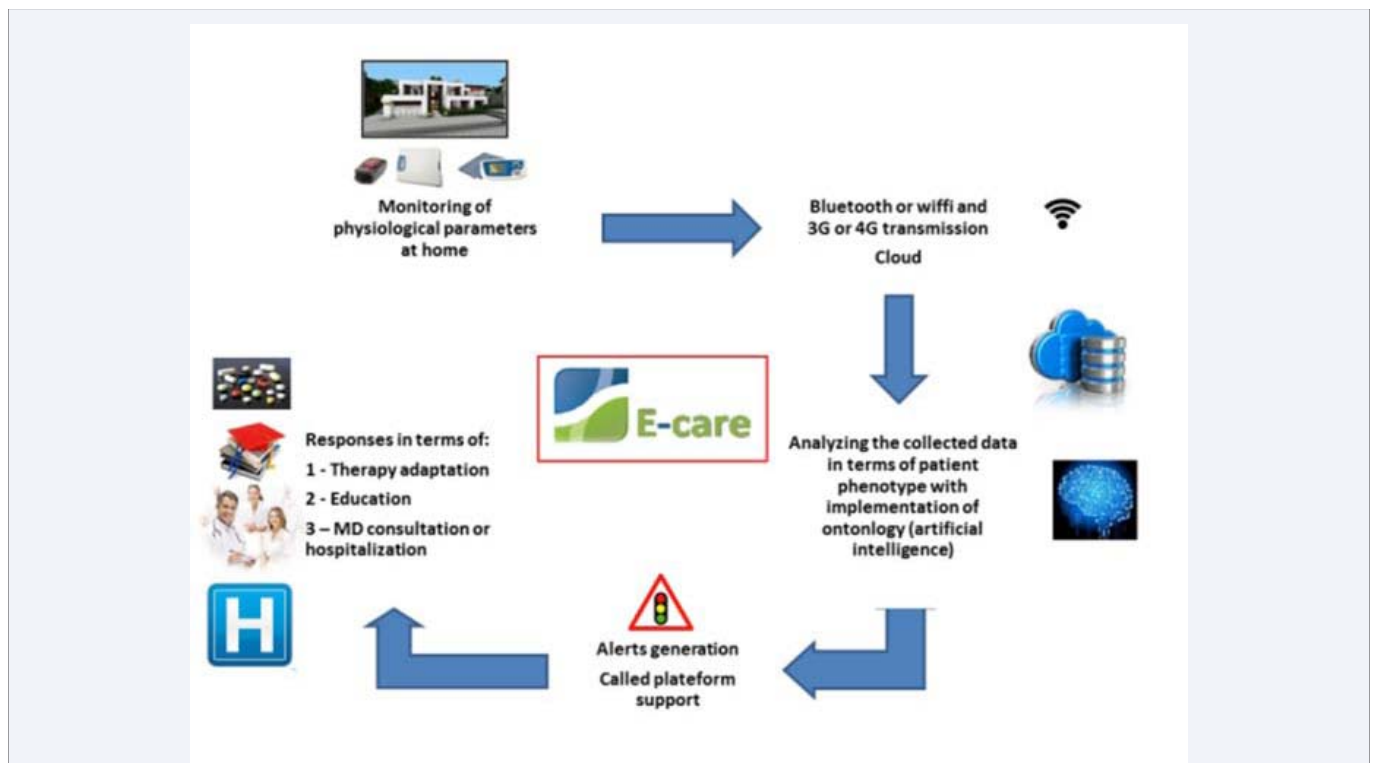 Monitoring of
physiological parameters
at home
Bluetooth or wiffi and
3G or 4G transmission
Cloud
E-care
Responses in terms of:
1 - Therapy adaptation
2 - Education
3 – MD consultation or
hospitalization
Analyzing the collected data
in terms of patient
phenotype with
implementation of
ontonlogy (artificial
intelligence)
H
Alerts generation
Called plateform
support